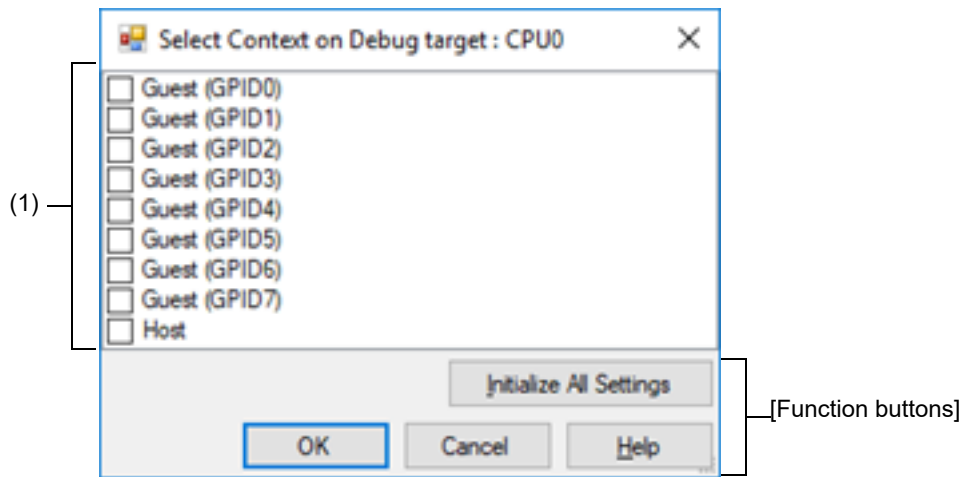 Select Context on Debug target : CPU0
Guest (GPID0)
Guest (GPID1)
Guest (GPID2)
Guest (GPID3)
(1)
Guest (GPID4)
Guest (GPID5)
Guest (GPID6)
Guest (GPID7)
Host
Initialize All Settings
[Function buttons]
OK Cancel Help